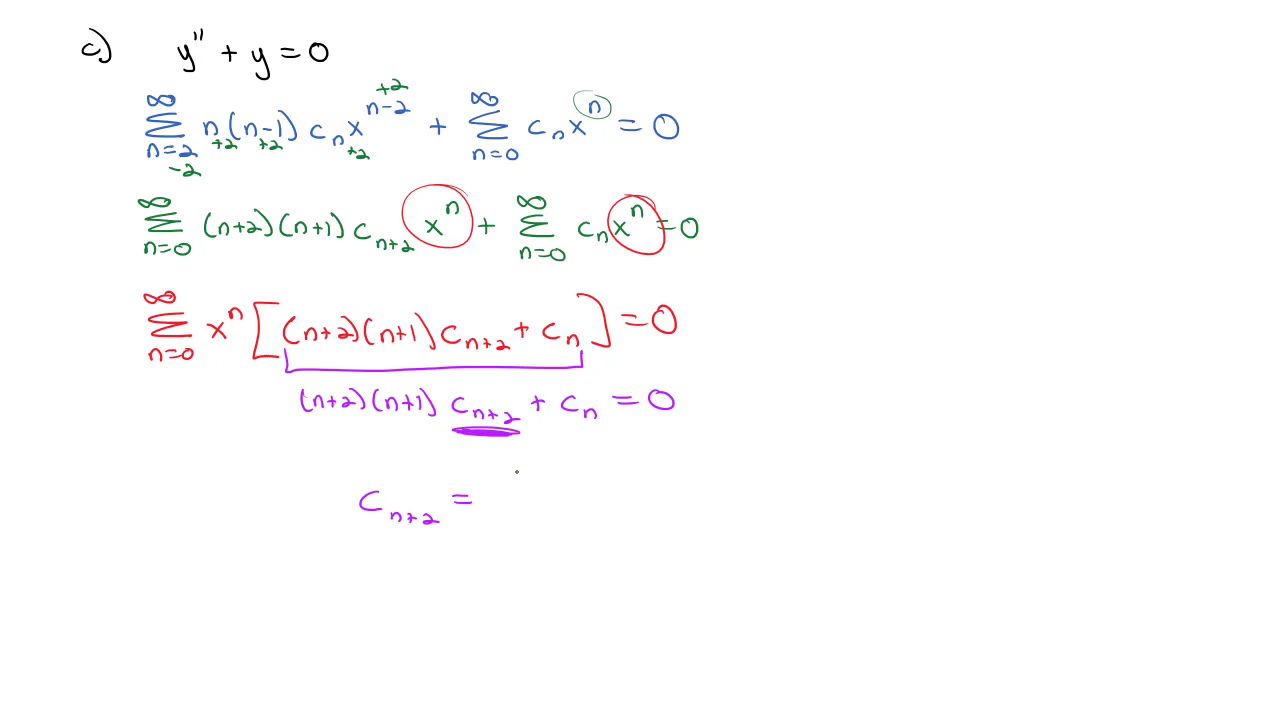 c) y'' + y = 0
∞ +2 ∞
∑ n(n-1) cₙ xⁿ⁻² + ∑ cₙ xⁿ = 0
n=2 +2 +2 +2 n=0
-2
∞ ∞
∑ (n+2)(n+1) cₙ₊₂ xⁿ + ∑ cₙ xⁿ = 0
n=0 n=0
∞
∑ xⁿ [(n+2)(n+1) cₙ₊₂ + cₙ] = 0
n=0
(n+2)(n+1) cₙ₊₂ + cₙ = 0
cₙ₊₂ =